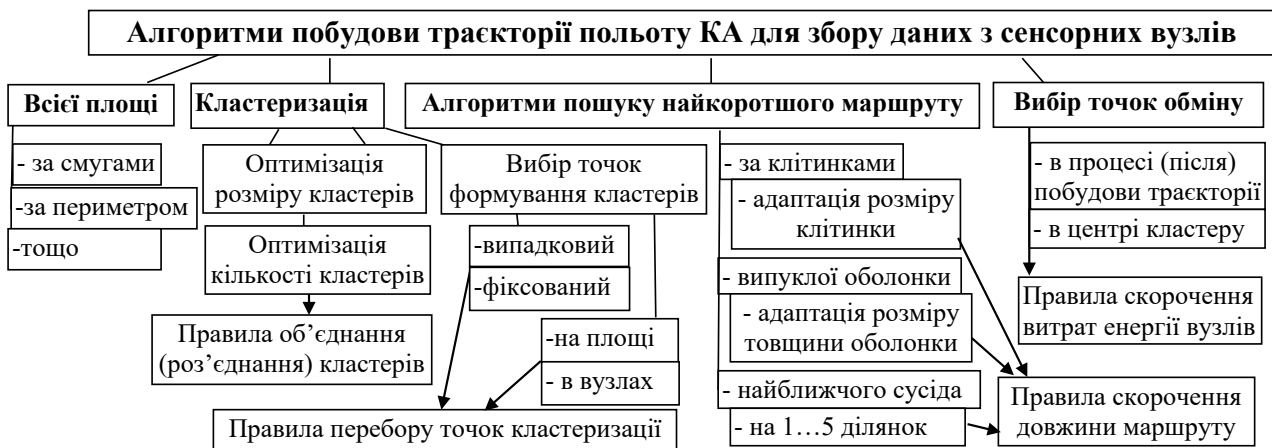 Алгоритми побудови траєкторії польоту КА для збору даних з сенсорних вузлів
Всієї площі
- за смугами
-за периметром
-тощо
Кластеризація
Оптимізація
розміру кластерів
Оптимізація
кількості кластерів
Правила об’єднання
(роз’єднання) кластерів
Вибір точок
формування кластерів
-випадковий
-фіксований
-на площі
- в вузлах
Правила перебору точок кластеризації
Алгоритми пошуку найкоротшого маршруту
- за клітинками
- адаптація розміру
клітинки
- випуклої оболонки
- адаптація розміру
товщини оболонки
- найближчого сусіда
- на 1…5 ділянок
Вибір точок обміну
- в процесі (після)
побудови траєкторії
- в центрі кластеру
Правила скорочення
витрат енергії вузлів
Правила скорочення
довжини маршруту